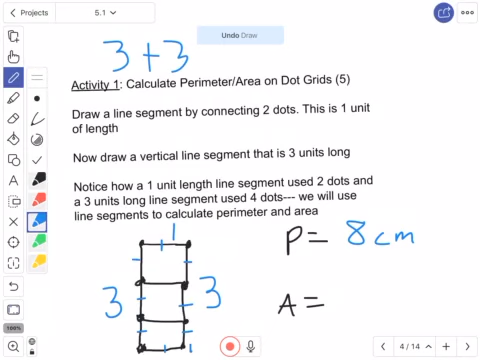 Projects
5.1
Undo Draw
3 + 3
Activity 1: Calculate Perimeter/Area on Dot Grids (5)
Draw a line segment by connecting 2 dots. This is 1 unit
of length
Now draw a vertical line segment that is 3 units long
Notice how a 1 unit length line segment used 2 dots and
a 3 units long line segment used 4 dots--- we will use
line segments to calculate perimeter and area
1
P = 8 cm
3 3
A =
1
100%
4 / 14